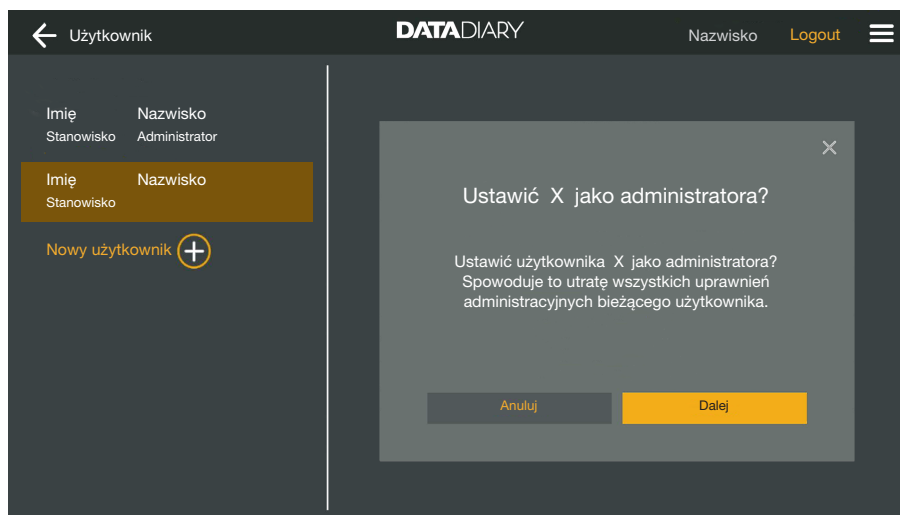 Użytkownik
DATADIARY
Nazwisko
Logout
Imię Nazwisko
Stanowisko Administrator
Imię Nazwisko
Stanowisko
Nowy użytkownik
Ustawić X jako administratora?
Ustawić użytkownika X jako administratora?
Spowoduje to utratę wszystkich uprawnień
administracyjnych bieżącego użytkownika.
Anuluj
Dalej